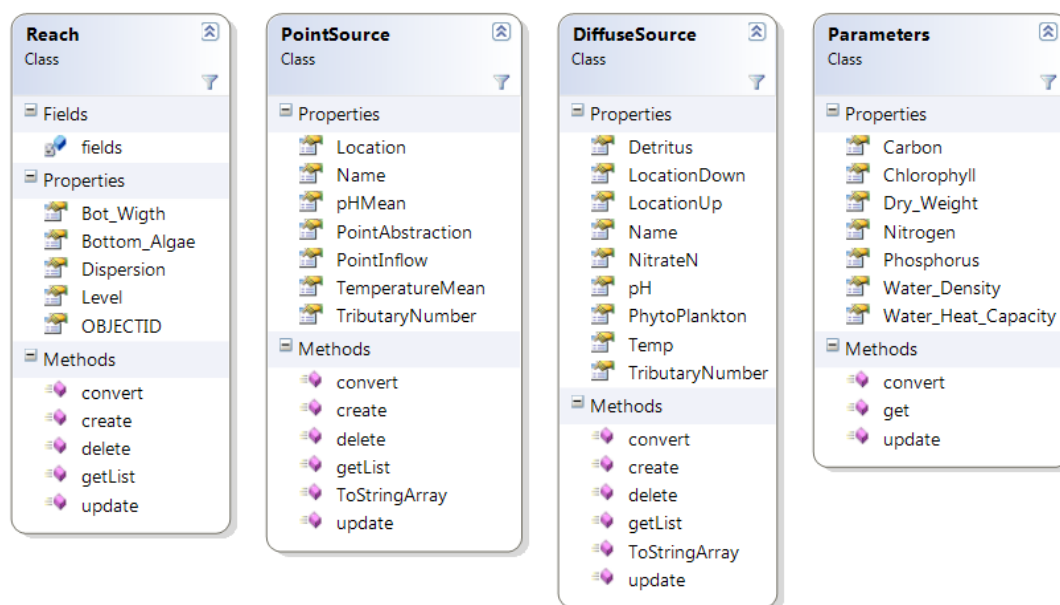 Reach
Class
Fields
fields
Properties
Bot_Wigth
Bottom_Algae
Dispersion
Level
OBJECTID
Methods
convert
create
delete
getList
update
PointSource
Class
Properties
Location
Name
pHMean
PointAbstraction
PointInflow
TemperatureMean
TributaryNumber
Methods
convert
create
delete
getList
ToStringArray
update
DiffuseSource
Class
Properties
Detritus
LocationDown
LocationUp
Name
NitrateN
pH
PhytoPlankton
Temp
TributaryNumber
Methods
convert
create
delete
getList
ToStringArray
update
Parameters
Class
Properties
Carbon
Chlorophyll
Dry_Weight
Nitrogen
Phosphorus
Water_Density
Water_Heat_Capacity
Methods
convert
get
update